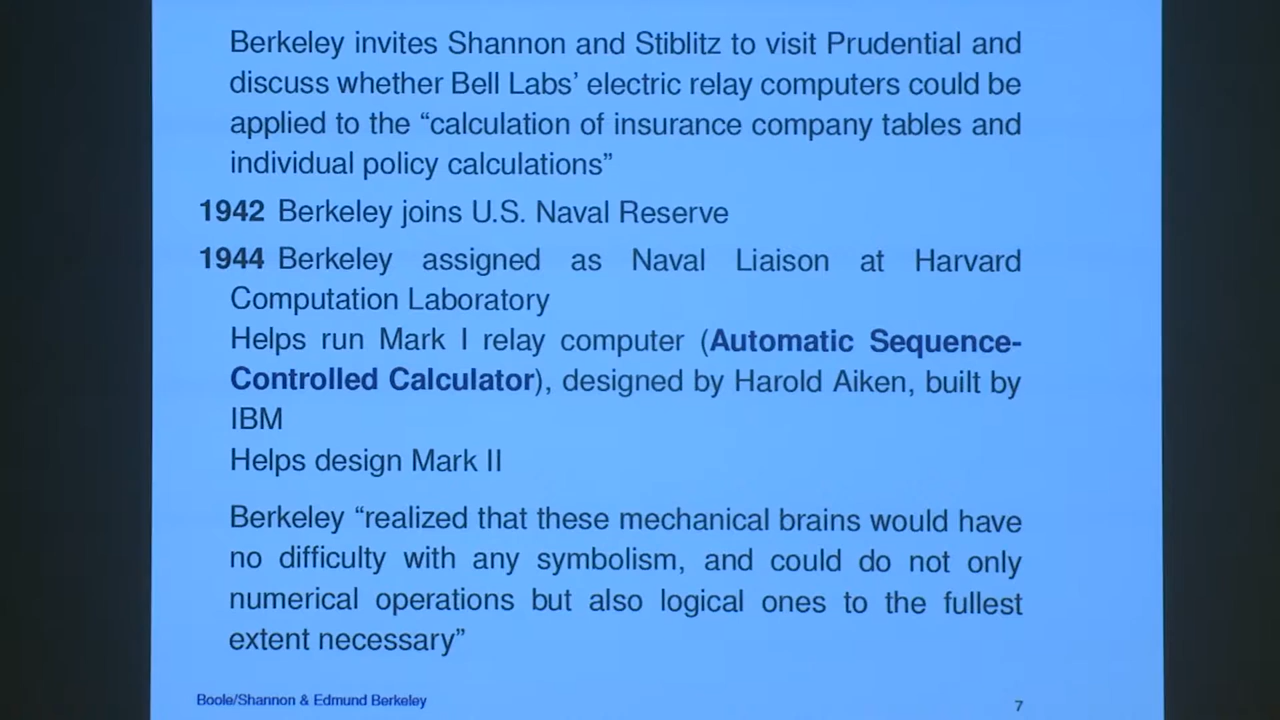 Berkeley invites Shannon and Stiblitz to visit Prudential and
discuss whether Bell Labs’ electric relay computers could be
applied to the “calculation of insurance company tables and
individual policy calculations”
1942 Berkeley joins U.S. Naval Reserve
1944 Berkeley assigned as Naval Liaison at Harvard
Computation Laboratory
Helps run Mark I relay computer (Automatic Sequence-
Controlled Calculator), designed by Harold Aiken, built by
IBM
Helps design Mark II
Berkeley “realized that these mechanical brains would have
no difficulty with any symbolism, and could do not only
numerical operations but also logical ones to the fullest
extent necessary”
Boole/Shannon & Edmund Berkeley
7